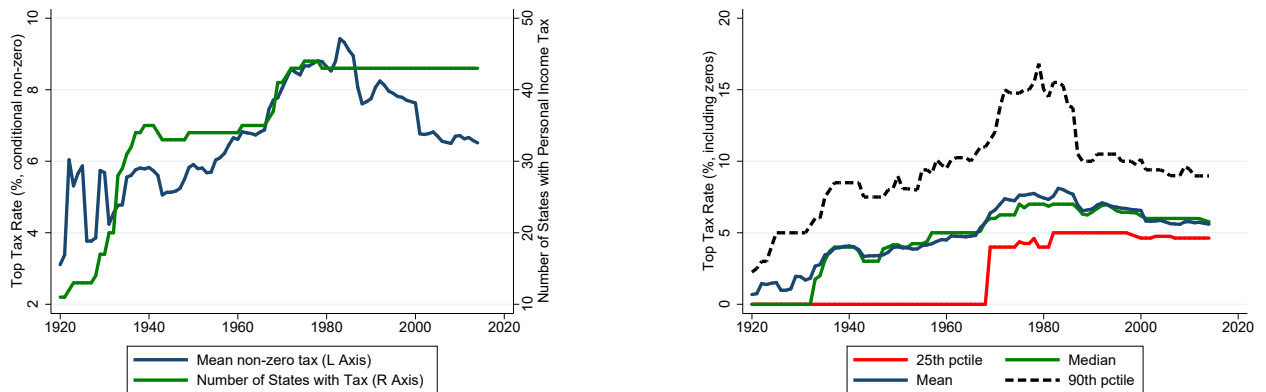 Top Tax Rate (%, conditional non-zero)
10
8
6
4
2
50
40
30
20
10
Number of States with Personal Income Tax
1920 1940 1960 1980 2000 2020
Mean non-zero tax (L Axis)
Number of States with Tax (R Axis)
Top Tax Rate (%, including zeros)
20
15
10
5
0
1920 1940 1960 1980 2000 2020
25th pctile Median
Mean 90th pctile